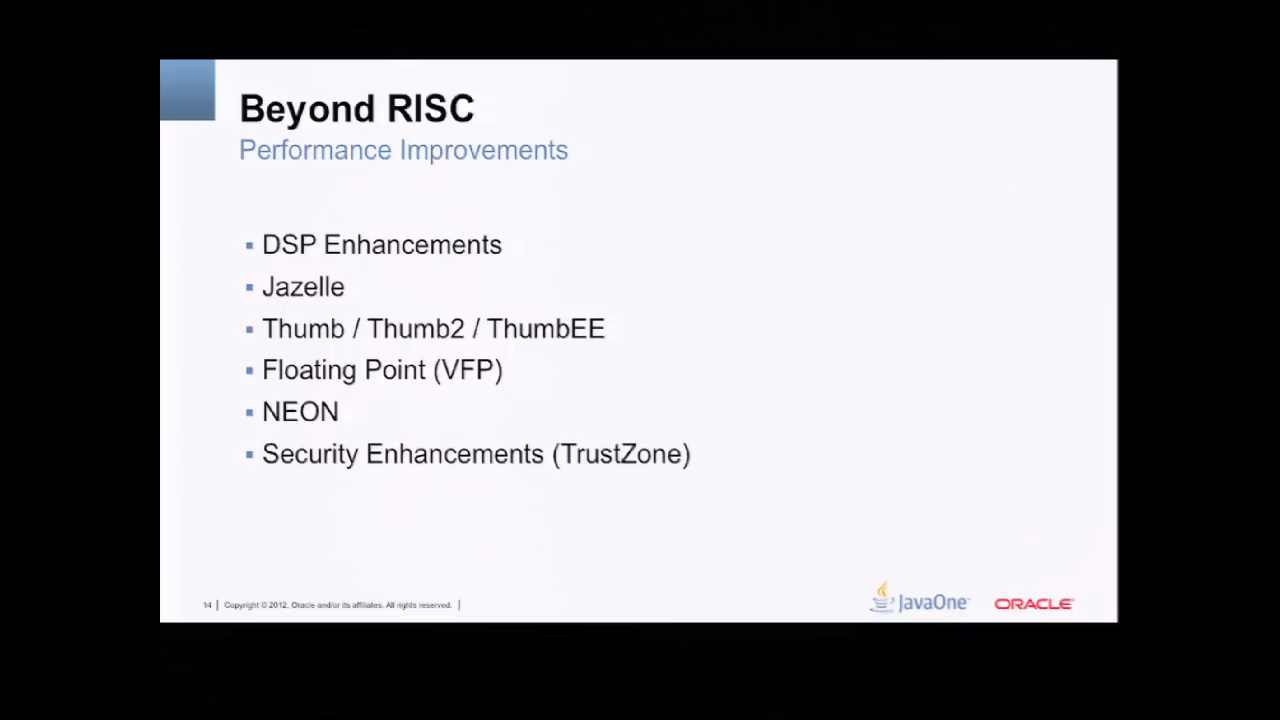 Beyond RISC
Performance Improvements
▪ DSP Enhancements
▪ Jazelle
▪ Thumb / Thumb2 / ThumbEE
▪ Floating Point (VFP)
▪ NEON
▪ Security Enhancements (TrustZone)
14 | Copyright © 2012, Oracle and/or its affiliates. All rights reserved. |
JavaOne™ ORACLE